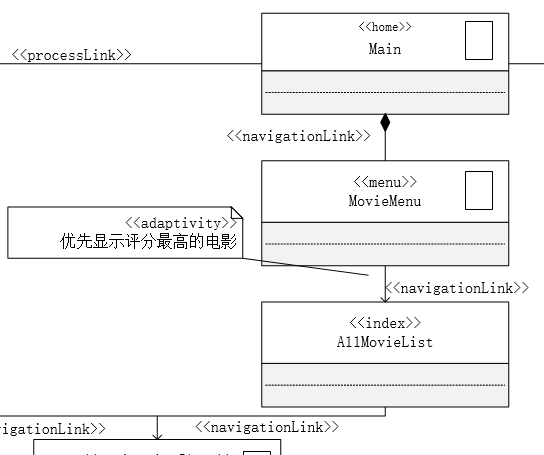 <<home>>
Main
<<processLink>>
<<navigationLink>>
<<menu>>
MovieMenu
<<adaptivity>>
优先显示评分最高的电影
<<navigationLink>>
<<index>>
AllMovieList
igationLink>>
<<navigationLink>>